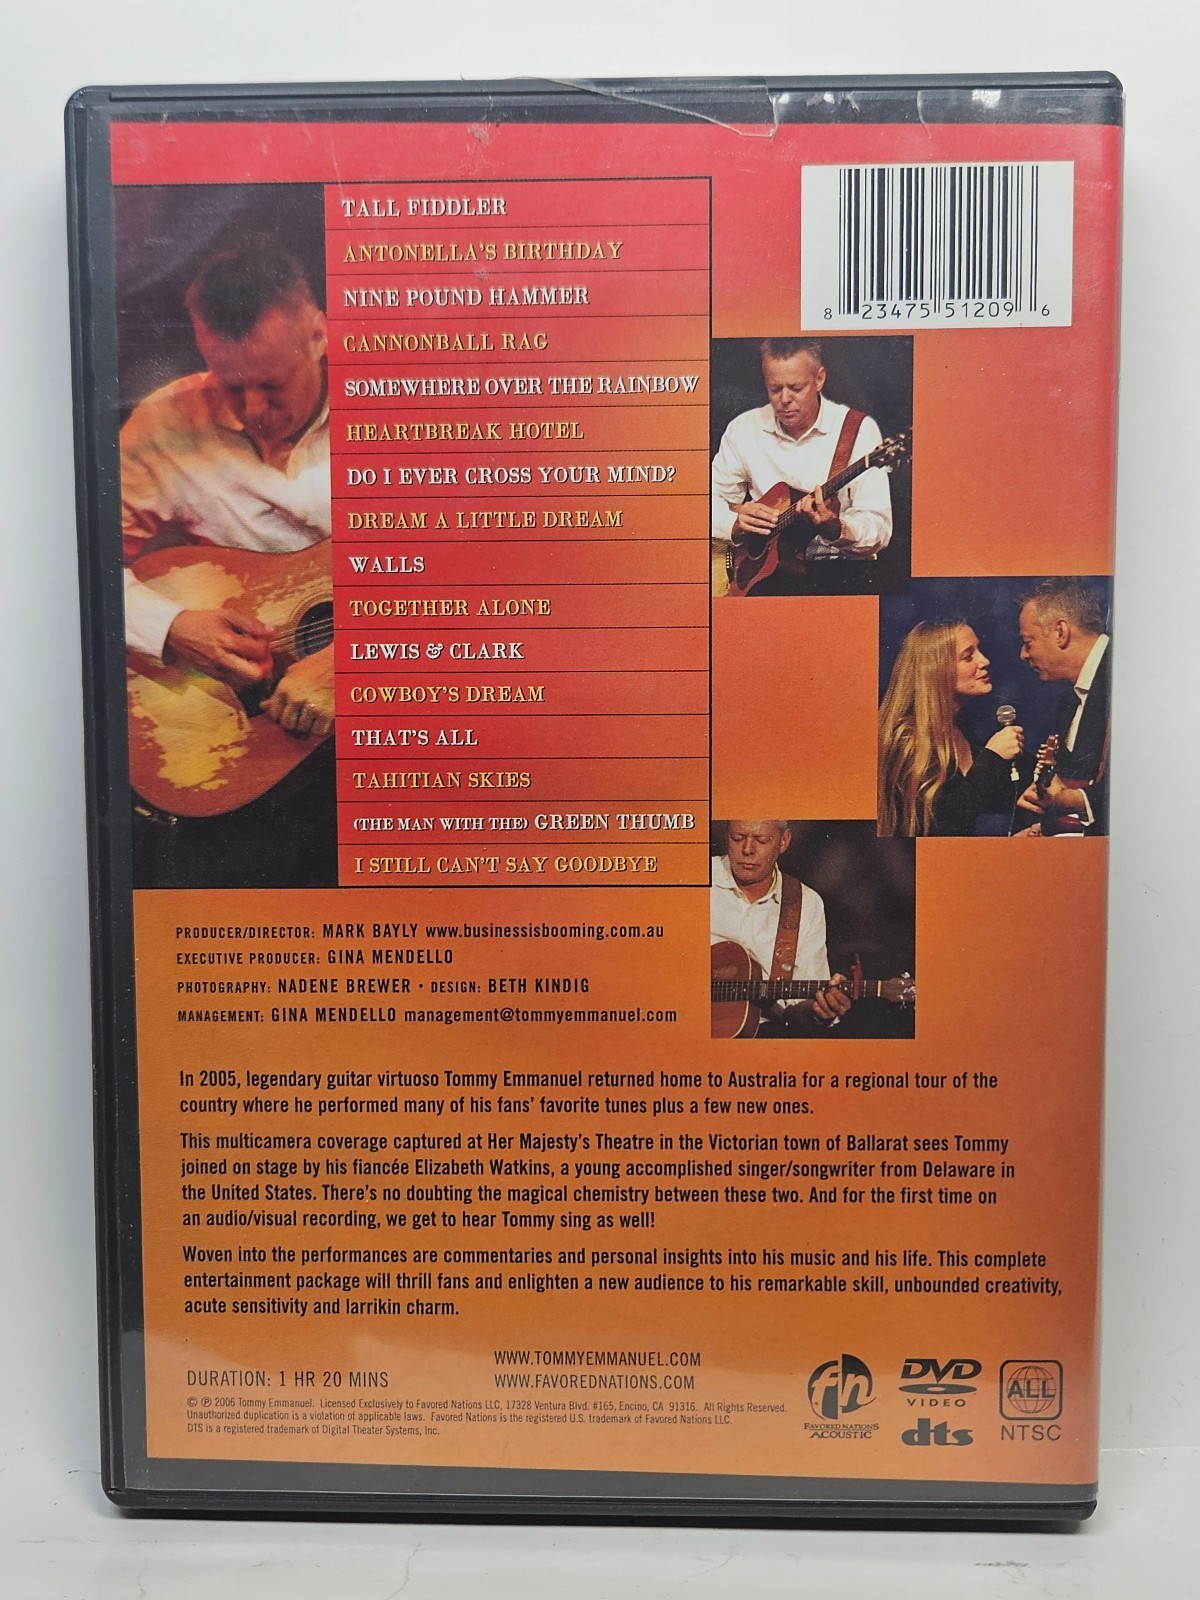 TALL FIDDLER
ANTONELLA'S BIRTHDAY
NINE POUND HAMMER
CANNONBALL RAG
SOMEWHERE OVER THE RAINBOW
HEARTBREAK HOTEL
DO I EVER CROSS YOUR MIND?
DREAM A LITTLE DREAM
WALLS
TOGETHER ALONE
LEWIS & CLARK
COWBOY'S DREAM
THAT'S ALL
TAHITIAN SKIES
(THE MAN WITH THE) GREEN THUMB
I STILL CAN'T SAY GOODBYE
8 23475 51209 6
PRODUCER/DIRECTOR: MARK BAYLY www.businessisbooming.com.au
EXECUTIVE PRODUCER: GINA MENDELLO
PHOTOGRAPHY: NADENE BREWER • DESIGN: BETH KINDIG
MANAGEMENT: GINA MENDELLO management@tommyemmanuel.com
In 2005, legendary guitar virtuoso Tommy Emmanuel returned home to Australia for a regional tour of the
country where he performed many of his fans' favorite tunes plus a few new ones.
This multicamera coverage captured at Her Majesty's Theatre in the Victorian town of Ballarat sees Tommy
joined on stage by his fiancée Elizabeth Watkins, a young accomplished singer/songwriter from Delaware in
the United States. There's no doubting the magical chemistry between these two. And for the first time on
an audio/visual recording, we get to hear Tommy sing as well!
Woven into the performances are commentaries and personal insights into his music and his life. This complete
entertainment package will thrill fans and enlighten a new audience to his remarkable skill, unbounded creativity,
acute sensitivity and larrikin charm.
DURATION: 1 HR 20 MINS
WWW.TOMMYEMMANUEL.COM
WWW.FAVOREDNATIONS.COM
© ℗ 2006 Tommy Emmanuel. Licensed Exclusively to Favored Nations LLC, 17328 Ventura Blvd. #165, Encino, CA 91316. All Rights Reserved.
Unauthorized duplication is a violation of applicable laws. Favored Nations is the registered U.S. trademark of Favored Nations LLC.
DTS is a registered trademark of Digital Theater Systems, Inc.
fn
FAVORED NATIONS
ACOUSTIC
DVD
VIDEO
dts
ALL
NTSC